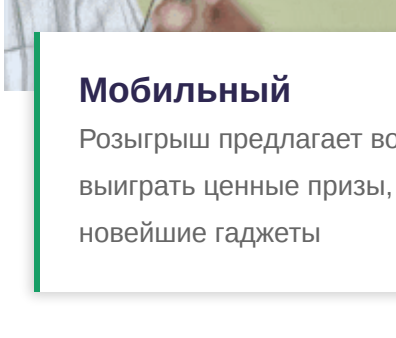 Мобильный
Розыгрыш предлагает во
выиграть ценные призы,
новейшие гаджеты